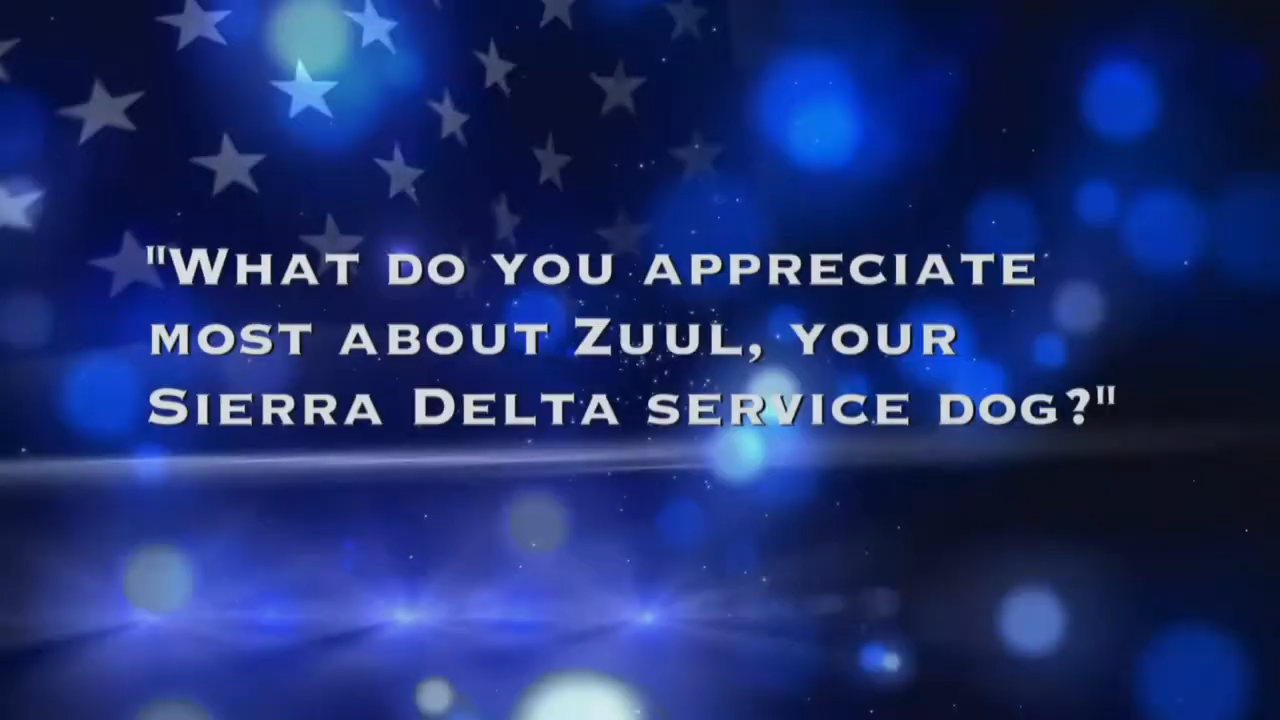 "What do you appreciate
most about Zuul, your
Sierra Delta service dog?"